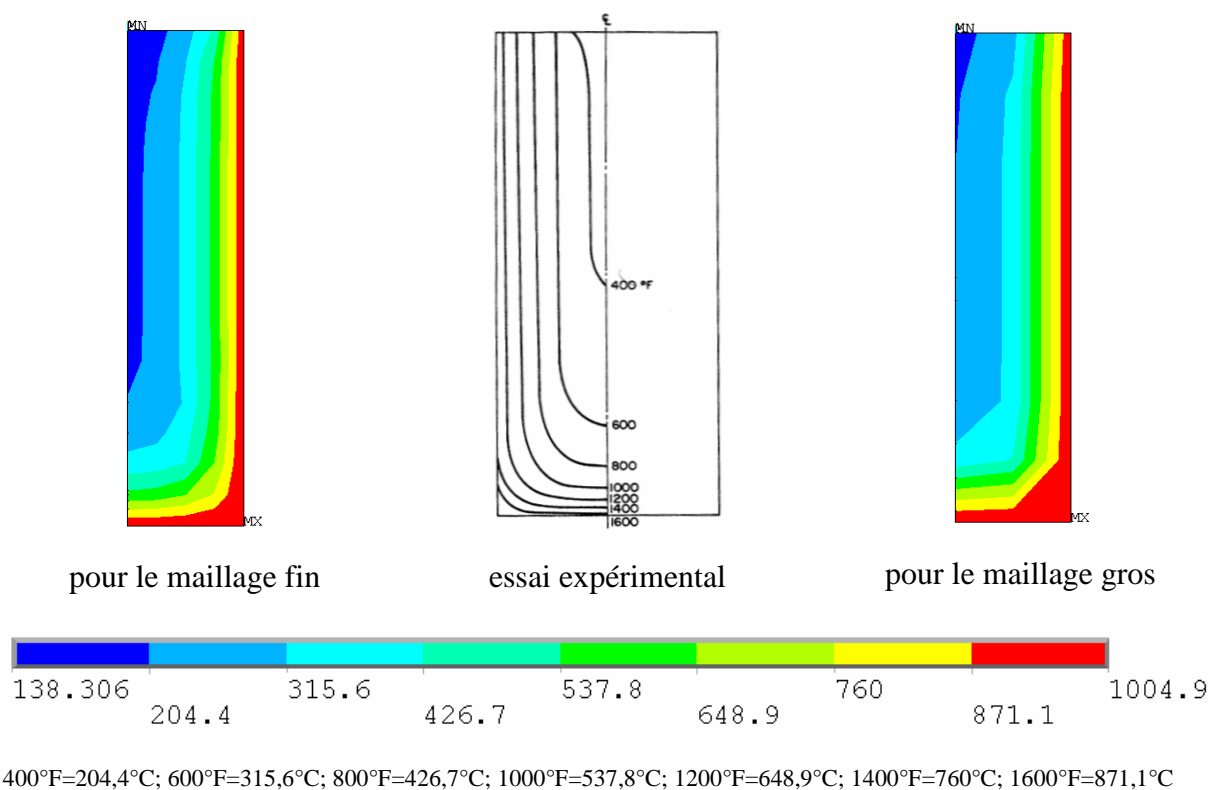 ℄
MN
MN
400 °F
600
800
1000
1200
1400
1600
MX
MX
pour le maillage fin
essai expérimental
pour le maillage gros
138.306
315.6
537.8
760
1004.9
204.4
426.7
648.9
871.1
400°F=204,4°C; 600°F=315,6°C; 800°F=426,7°C; 1000°F=537,8°C; 1200°F=648,9°C; 1400°F=760°C; 1600°F=871,1°C